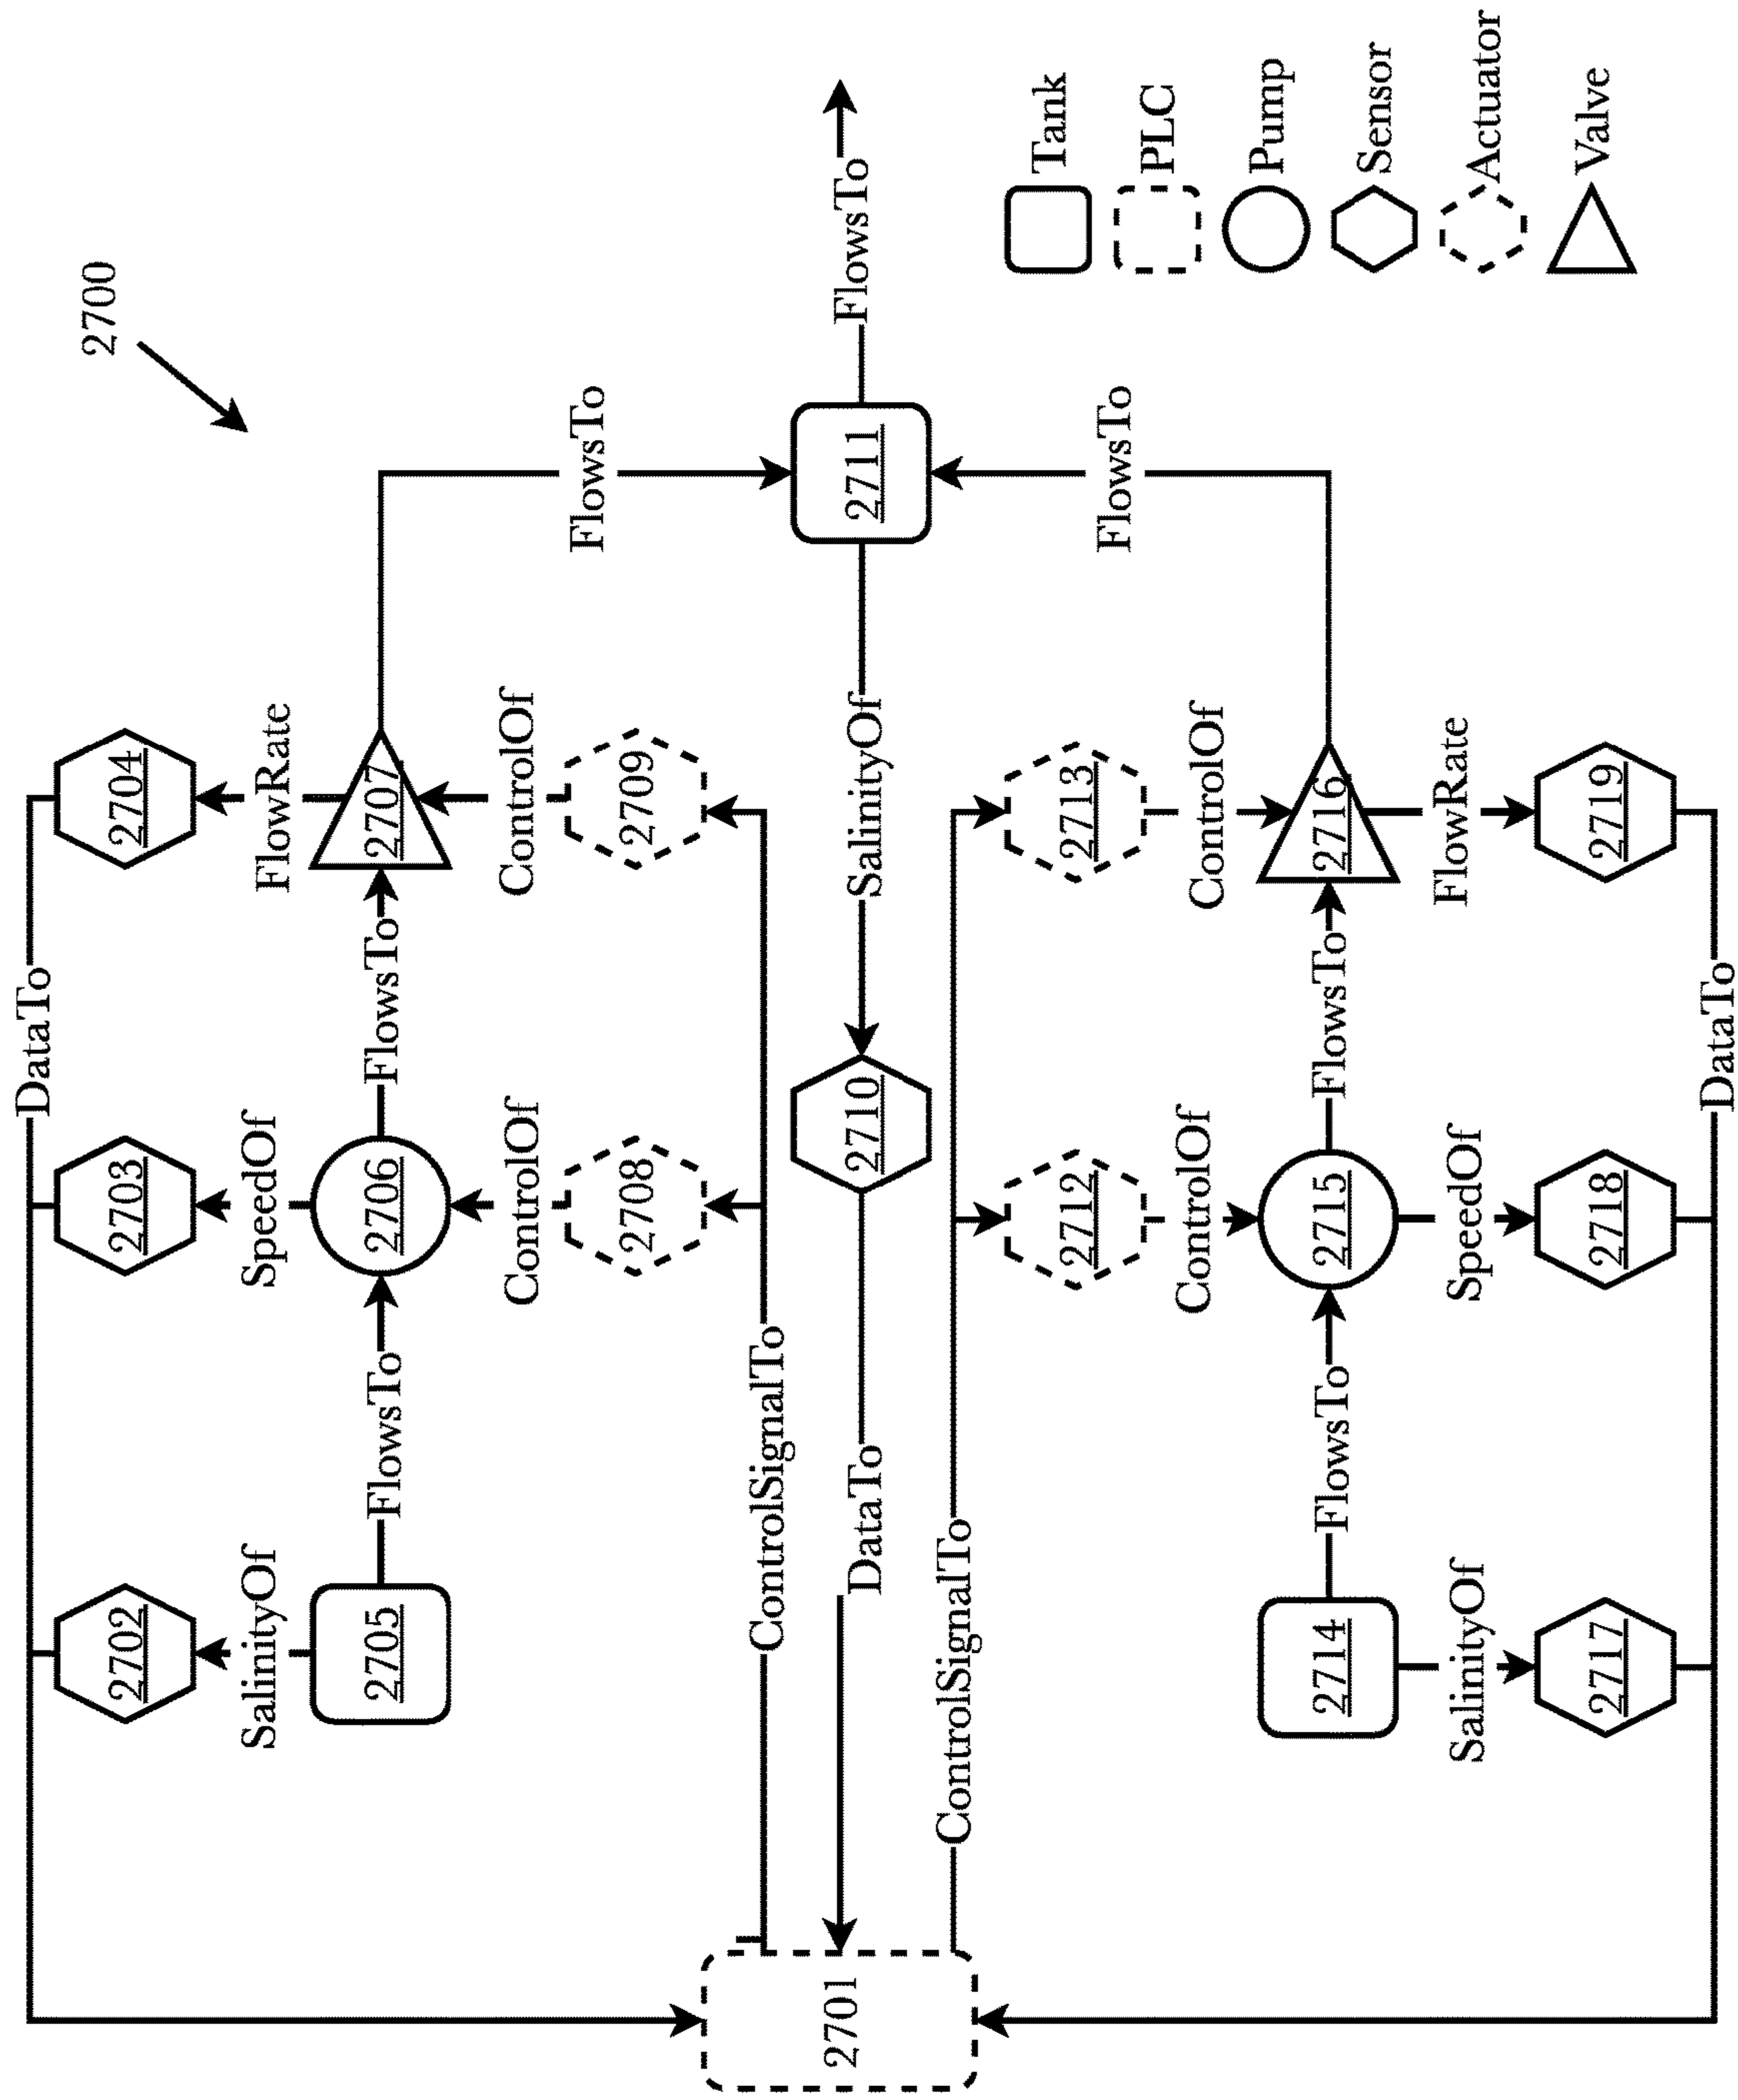 2700
DataTo
2702
2703
2704
SalinityOf
SpeedOf
FlowRate
2705
FlowsTo
2706
FlowsTo
2707
ControlOf
ControlOf
FlowsTo
2708
2709
ControlSignalTo
2701
DataTo
2710
SalinityOf
2711
FlowsTo
ControlSignalTo
2712
2713
FlowsTo
ControlOf
ControlOf
2714
FlowsTo
2715
FlowsTo
2716
SalinityOf
SpeedOf
FlowRate
2717
2718
2719
DataTo
Tank
PLC
Pump
Sensor
Actuator
Valve